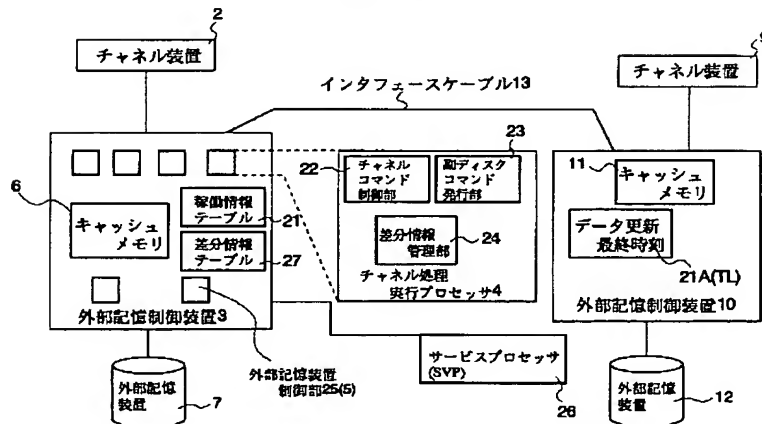 2
チャネル装置
インタフェースケーブル13
チャネル装置
6
キャッシュ
メモリ
稼働情報
テーブル
21
差分情報
テーブル
27
外部記憶制御装置3
外部記憶
装置
7
外部記憶装置
制御部25(5)
22
チャネル
コマンド
制御部
23
副ディスク
コマンド
発行部
差分情報
管理部
24
チャネル処理
実行プロセッサ4
サービスプロセッサ
(SVP)
26
11
キャッシュ
メモリ
データ更新
最終時刻
21A(TL)
外部記憶制御装置10
外部記憶
装置
12